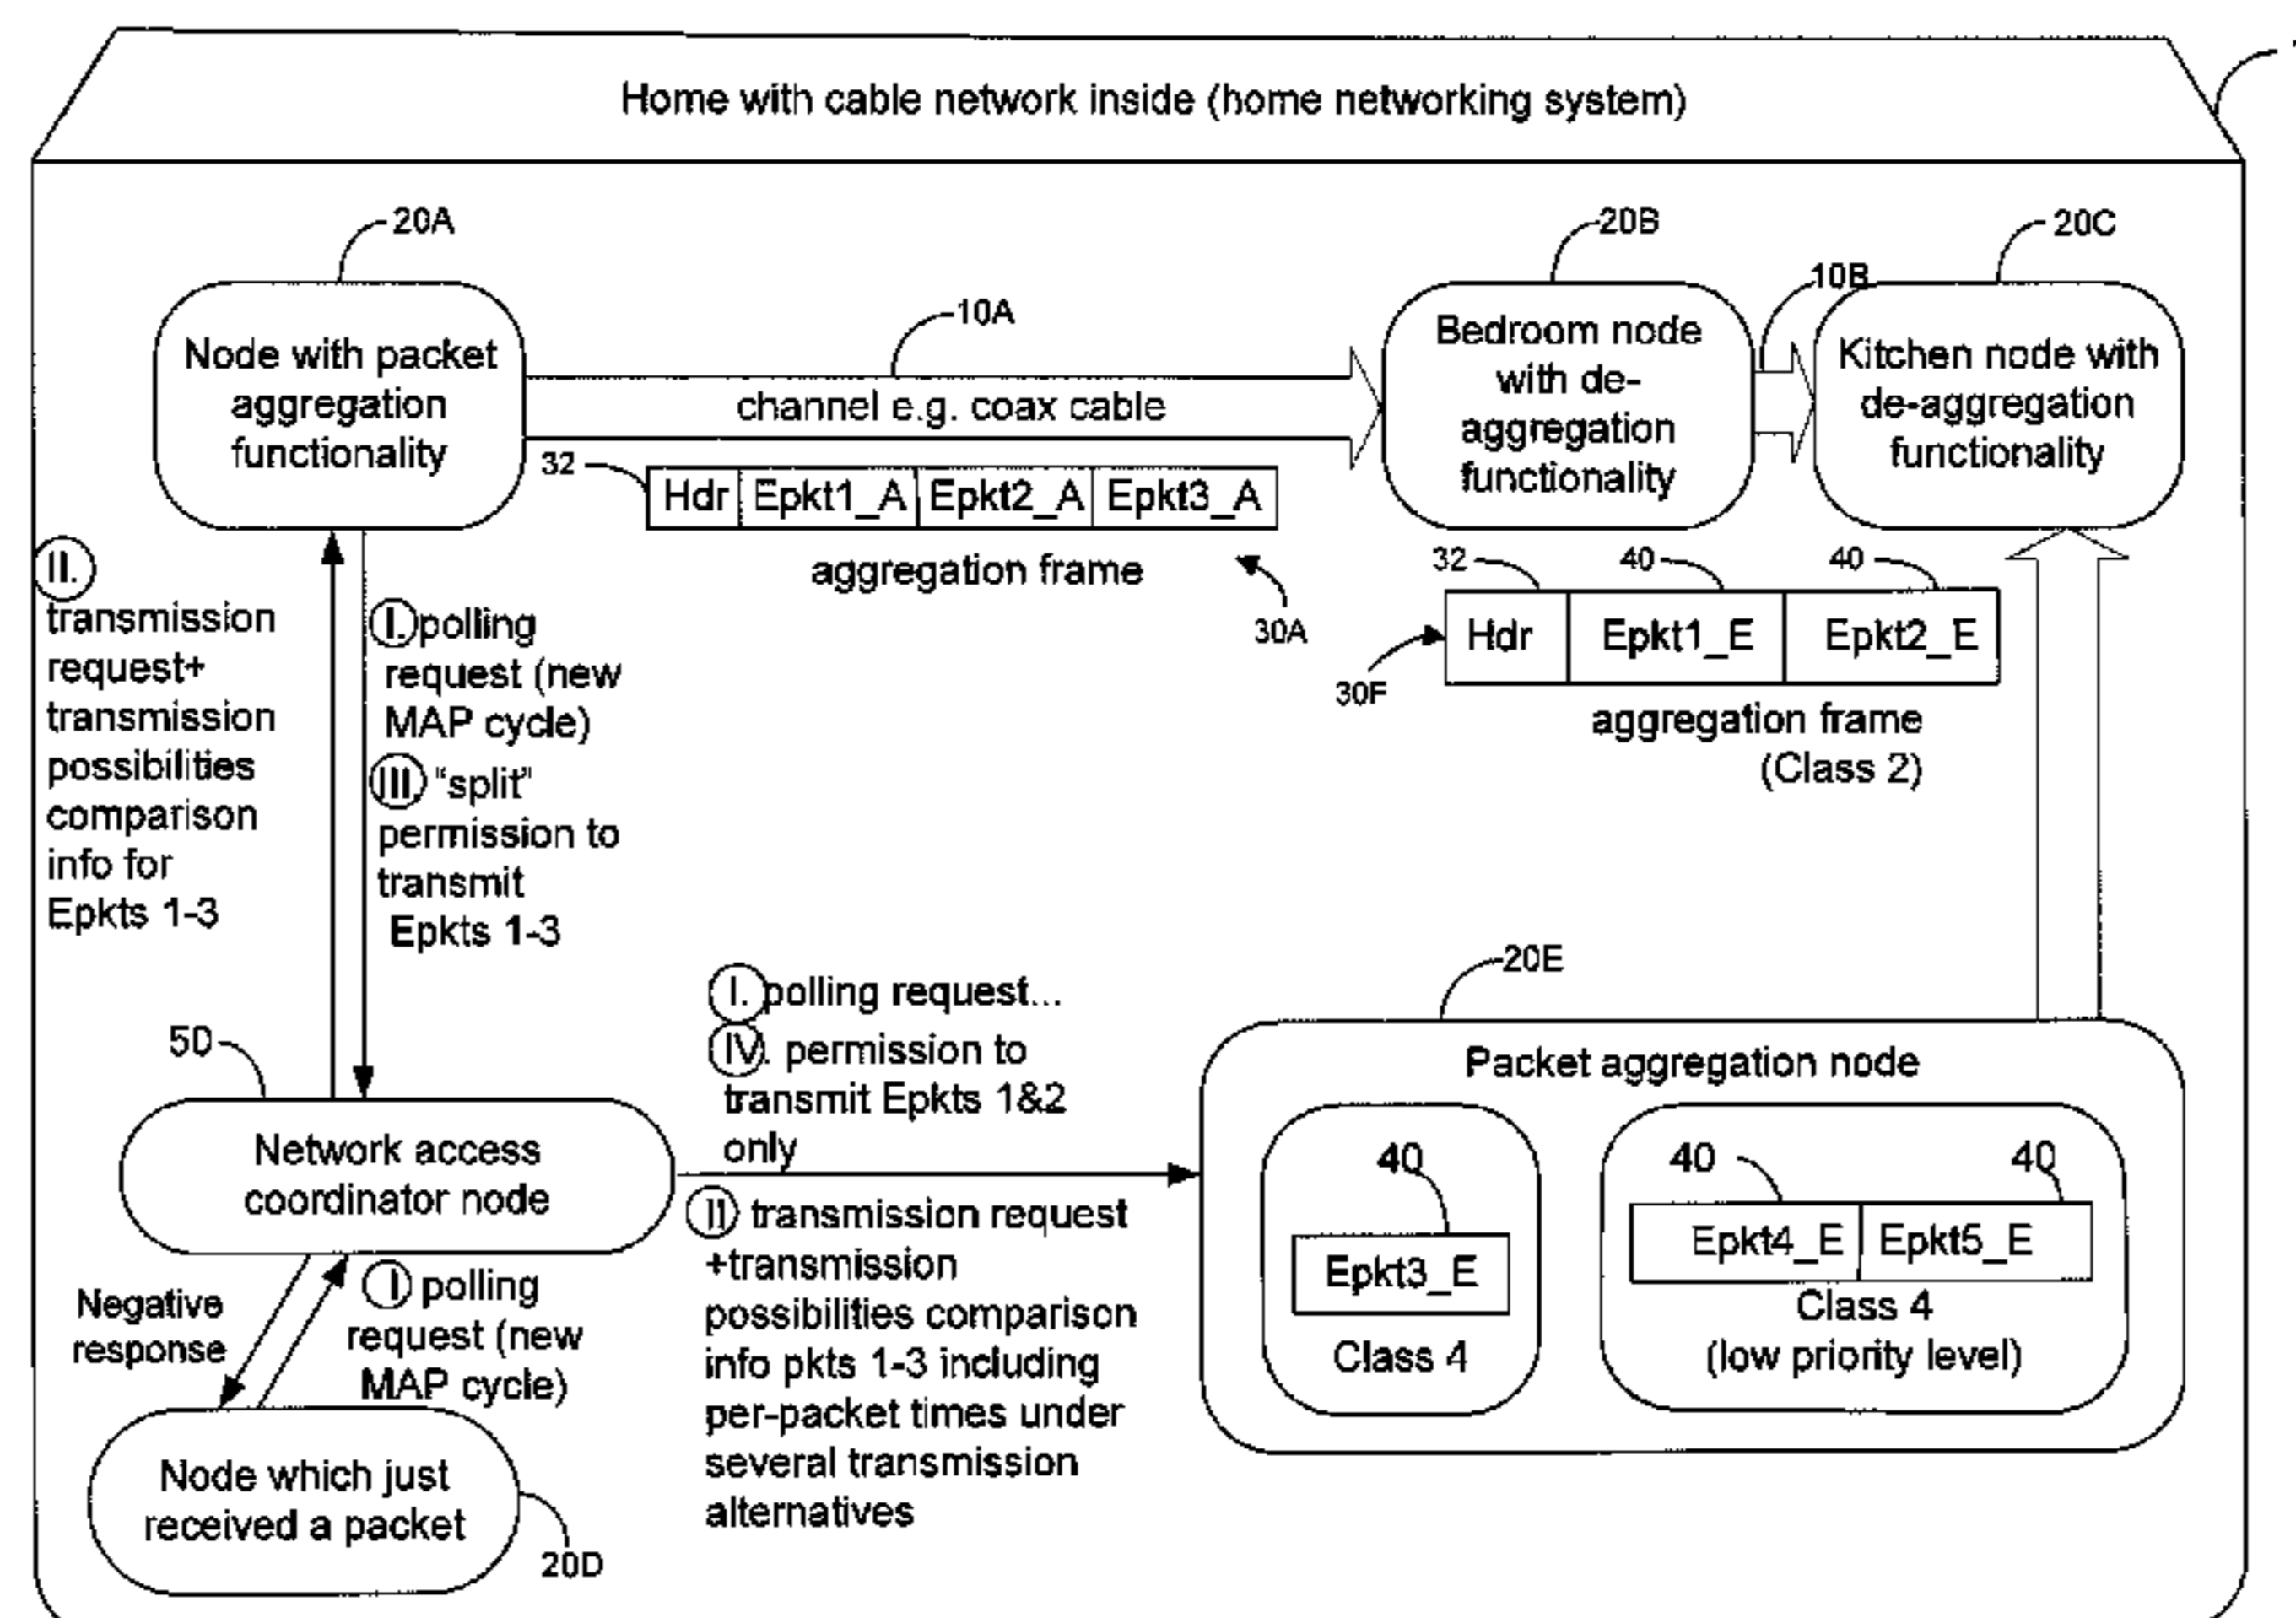 Home with cable network inside (home networking system)
20A
20B
20C
10A
10B
Node with packet
aggregation
functionality
channel e.g. coax cable
Bedroom node
with de-
aggregation
functionality
Kitchen node with
de-aggregation
functionality
32
Hdr Epkt1_A Epkt2_A Epkt3_A
aggregation frame
30A
32
40
40
Hdr Epkt1_E Epkt2_E
30F
aggregation frame
(Class 2)
II.
transmission
request+
transmission
possibilities
comparison
info for
Epkts 1-3
I. polling
request (new
MAP cycle)
III. "split"
permission to
transmit
Epkts 1-3
50
Network access
coordinator node
I. polling request...
IV. permission to
transmit Epkts 1&2
only
II transmission request
+transmission
possibilities comparison
info pkts 1-3 including
per-packet times under
several transmission
alternatives
20E
Packet aggregation node
40
Epkt3_E
Class 4
40
40
Epkt4_E Epkt5_E
Class 4
(low priority level)
Negative
response
I polling
request (new
MAP cycle)
Node which just
received a packet
20D